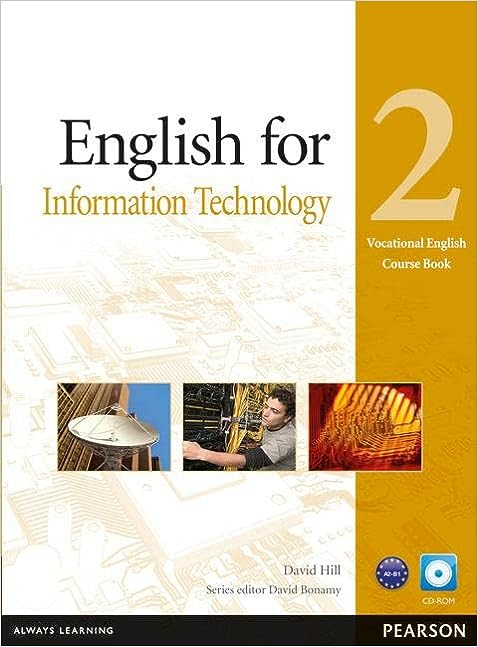 English for
Information Technology
2
Vocational English
Course Book
David Hill
Series editor David Bonamy
A2-B1
CD-ROM
ALWAYS LEARNING
PEARSON